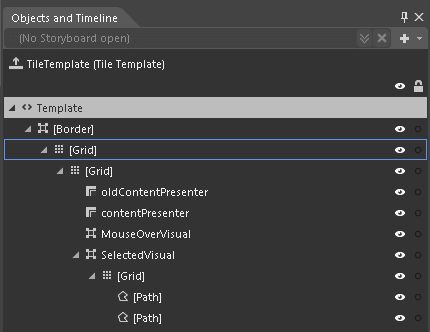 Objects and Timeline
(No Storyboard open)
TileTemplate (Tile Template)
Template
[Border]
[Grid]
[Grid]
oldContentPresenter
contentPresenter
MouseOverVisual
SelectedVisual
[Grid]
[Path]
[Path]